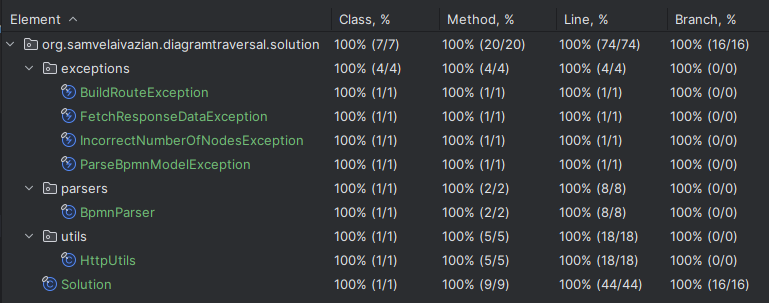 Element Class, % Method, % Line, % Branch, %
org.samvelaivazian.diagramtraversal.solution 100% (7/7) 100% (20/20) 100% (74/74) 100% (16/16)
exceptions 100% (4/4) 100% (4/4) 100% (4/4) 100% (0/0)
BuildRouteException 100% (1/1) 100% (1/1) 100% (1/1) 100% (0/0)
FetchResponseDataException 100% (1/1) 100% (1/1) 100% (1/1) 100% (0/0)
IncorrectNumberOfNodesException 100% (1/1) 100% (1/1) 100% (1/1) 100% (0/0)
ParseBpmnModelException 100% (1/1) 100% (1/1) 100% (1/1) 100% (0/0)
parsers 100% (1/1) 100% (2/2) 100% (8/8) 100% (0/0)
BpmnParser 100% (1/1) 100% (2/2) 100% (8/8) 100% (0/0)
utils 100% (1/1) 100% (5/5) 100% (18/18) 100% (0/0)
HttpUtils 100% (1/1) 100% (5/5) 100% (18/18) 100% (0/0)
Solution 100% (1/1) 100% (9/9) 100% (44/44) 100% (16/16)